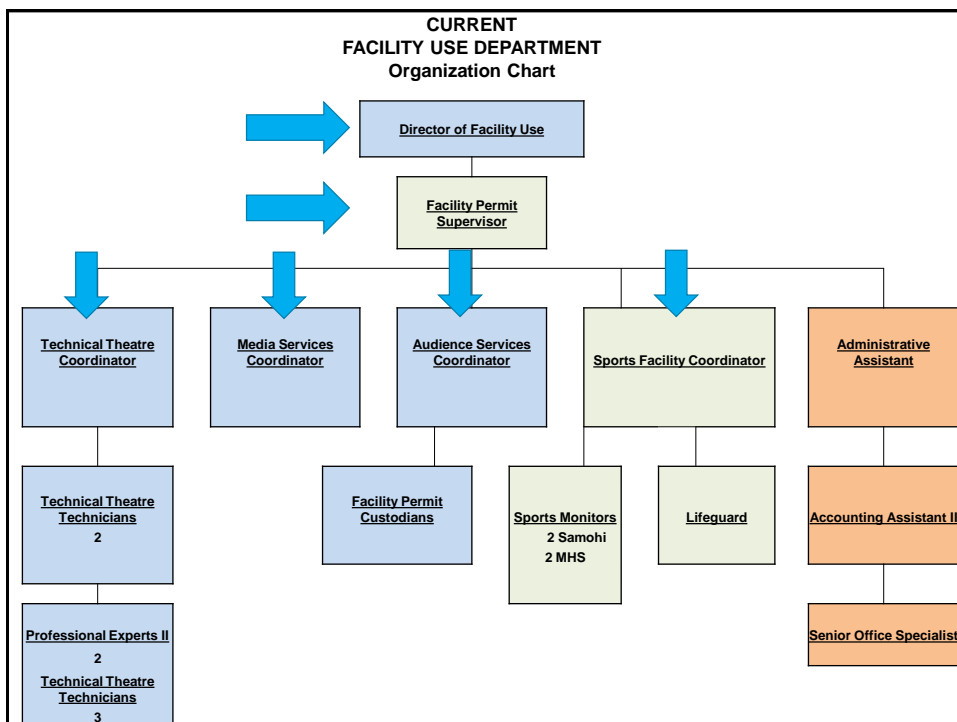 CURRENT
FACILITY USE DEPARTMENT
Organization Chart
Director of Facility Use
Facility Permit
Supervisor
Technical Theatre
Coordinator
Media Services
Coordinator
Audience Services
Coordinator
Sports Facility Coordinator
Administrative
Assistant
Technical Theatre
Technicians
2
Facility Permit
Custodians
Sports Monitors
2 Samohi
2 MHS
Lifeguard
Accounting Assistant II
Professional Experts II
2
Technical Theatre
Technicians
3
Senior Office Specialist